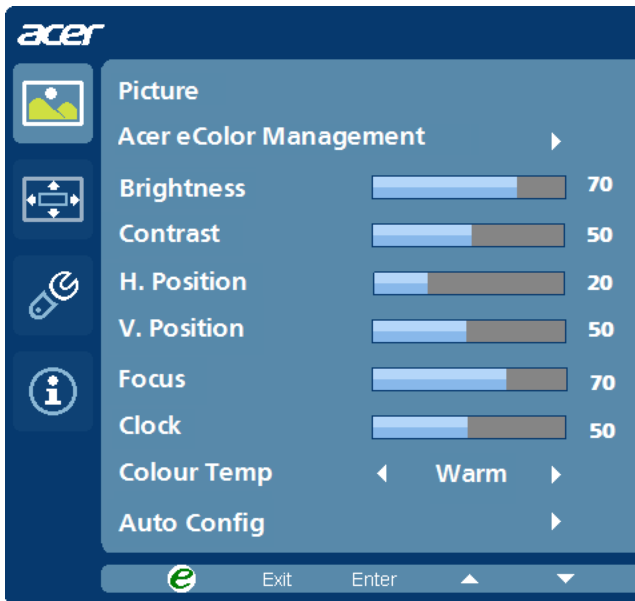 acer
Picture
Acer eColor Management
Brightness 70
Contrast 50
H. Position 20
V. Position 50
Focus 70
Clock 50
Colour Temp Warm
Auto Config
e Exit Enter